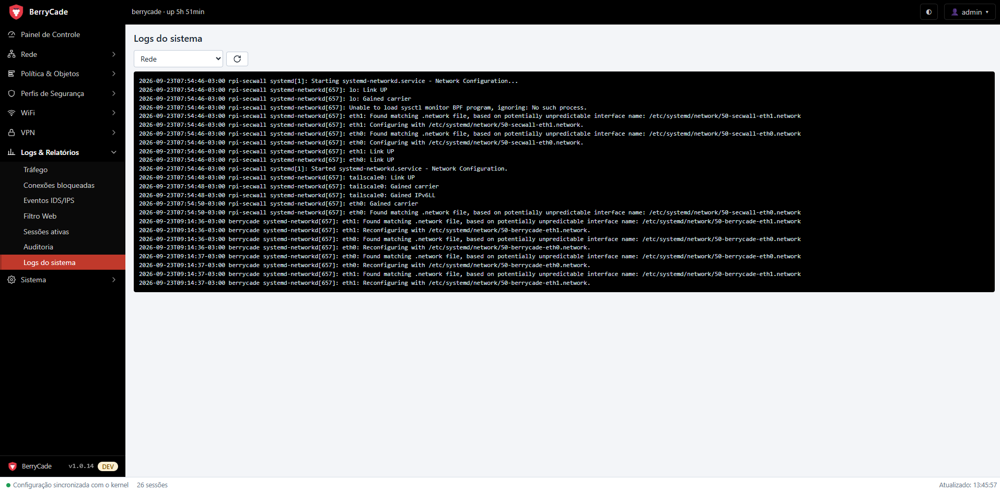 BerryCade
berrycade · up 5h 51min
admin
Painel de Controle
Rede
Política & Objetos
Perfis de Segurança
WiFi
VPN
Logs & Relatórios
Tráfego
Conexões bloqueadas
Eventos IDS/IPS
Filtro Web
Sessões ativas
Auditoria
Logs do sistema
Sistema
BerryCade v1.0.14 DEV
Logs do sistema
Rede
2026-09-23T07:54:46-03:00 rpi-secwall systemd[1]: Starting systemd-networkd.service - Network Configuration...
2026-09-23T07:54:46-03:00 rpi-secwall systemd-networkd[657]: lo: Link UP
2026-09-23T07:54:46-03:00 rpi-secwall systemd-networkd[657]: lo: Gained carrier
2026-09-23T07:54:46-03:00 rpi-secwall systemd-networkd[657]: Unable to load sysctl monitor BPF program, ignoring: No such process.
2026-09-23T07:54:46-03:00 rpi-secwall systemd-networkd[657]: eth1: Found matching .network file, based on potentially unpredictable interface name: /etc/systemd/network/50-secwall-eth1.network
2026-09-23T07:54:46-03:00 rpi-secwall systemd-networkd[657]: eth1: Configuring with /etc/systemd/network/50-secwall-eth1.network.
2026-09-23T07:54:46-03:00 rpi-secwall systemd-networkd[657]: eth0: Found matching .network file, based on potentially unpredictable interface name: /etc/systemd/network/50-secwall-eth0.network
2026-09-23T07:54:46-03:00 rpi-secwall systemd-networkd[657]: eth0: Configuring with /etc/systemd/network/50-secwall-eth0.network.
2026-09-23T07:54:46-03:00 rpi-secwall systemd-networkd[657]: eth1: Link UP
2026-09-23T07:54:46-03:00 rpi-secwall systemd-networkd[657]: eth0: Link UP
2026-09-23T07:54:46-03:00 rpi-secwall systemd[1]: Started systemd-networkd.service - Network Configuration.
2026-09-23T07:54:48-03:00 rpi-secwall systemd-networkd[657]: tailscale0: Link UP
2026-09-23T07:54:48-03:00 rpi-secwall systemd-networkd[657]: tailscale0: Gained carrier
2026-09-23T07:54:48-03:00 rpi-secwall systemd-networkd[657]: tailscale0: Gained IPv6LL
2026-09-23T07:54:50-03:00 rpi-secwall systemd-networkd[657]: eth0: Gained carrier
2026-09-23T07:54:50-03:00 rpi-secwall systemd-networkd[657]: eth0: Found matching .network file, based on potentially unpredictable interface name: /etc/systemd/network/50-secwall-eth0.network
2026-09-23T09:14:36-03:00 berrycade systemd-networkd[657]: eth1: Found matching .network file, based on potentially unpredictable interface name: /etc/systemd/network/50-berrycade-eth1.network
2026-09-23T09:14:36-03:00 berrycade systemd-networkd[657]: eth1: Reconfiguring with /etc/systemd/network/50-berrycade-eth1.network.
2026-09-23T09:14:36-03:00 berrycade systemd-networkd[657]: eth0: Found matching .network file, based on potentially unpredictable interface name: /etc/systemd/network/50-berrycade-eth0.network
2026-09-23T09:14:36-03:00 berrycade systemd-networkd[657]: eth0: Reconfiguring with /etc/systemd/network/50-berrycade-eth0.network.
2026-09-23T09:14:37-03:00 berrycade systemd-networkd[657]: eth0: Found matching .network file, based on potentially unpredictable interface name: /etc/systemd/network/50-berrycade-eth0.network
2026-09-23T09:14:37-03:00 berrycade systemd-networkd[657]: eth0: Reconfiguring with /etc/systemd/network/50-berrycade-eth0.network.
2026-09-23T09:14:37-03:00 berrycade systemd-networkd[657]: eth1: Found matching .network file, based on potentially unpredictable interface name: /etc/systemd/network/50-berrycade-eth1.network
2026-09-23T09:14:37-03:00 berrycade systemd-networkd[657]: eth1: Reconfiguring with /etc/systemd/network/50-berrycade-eth1.network.
Configuração sincronizada com o kernel 26 sessões
Atualizado: 13:45:57